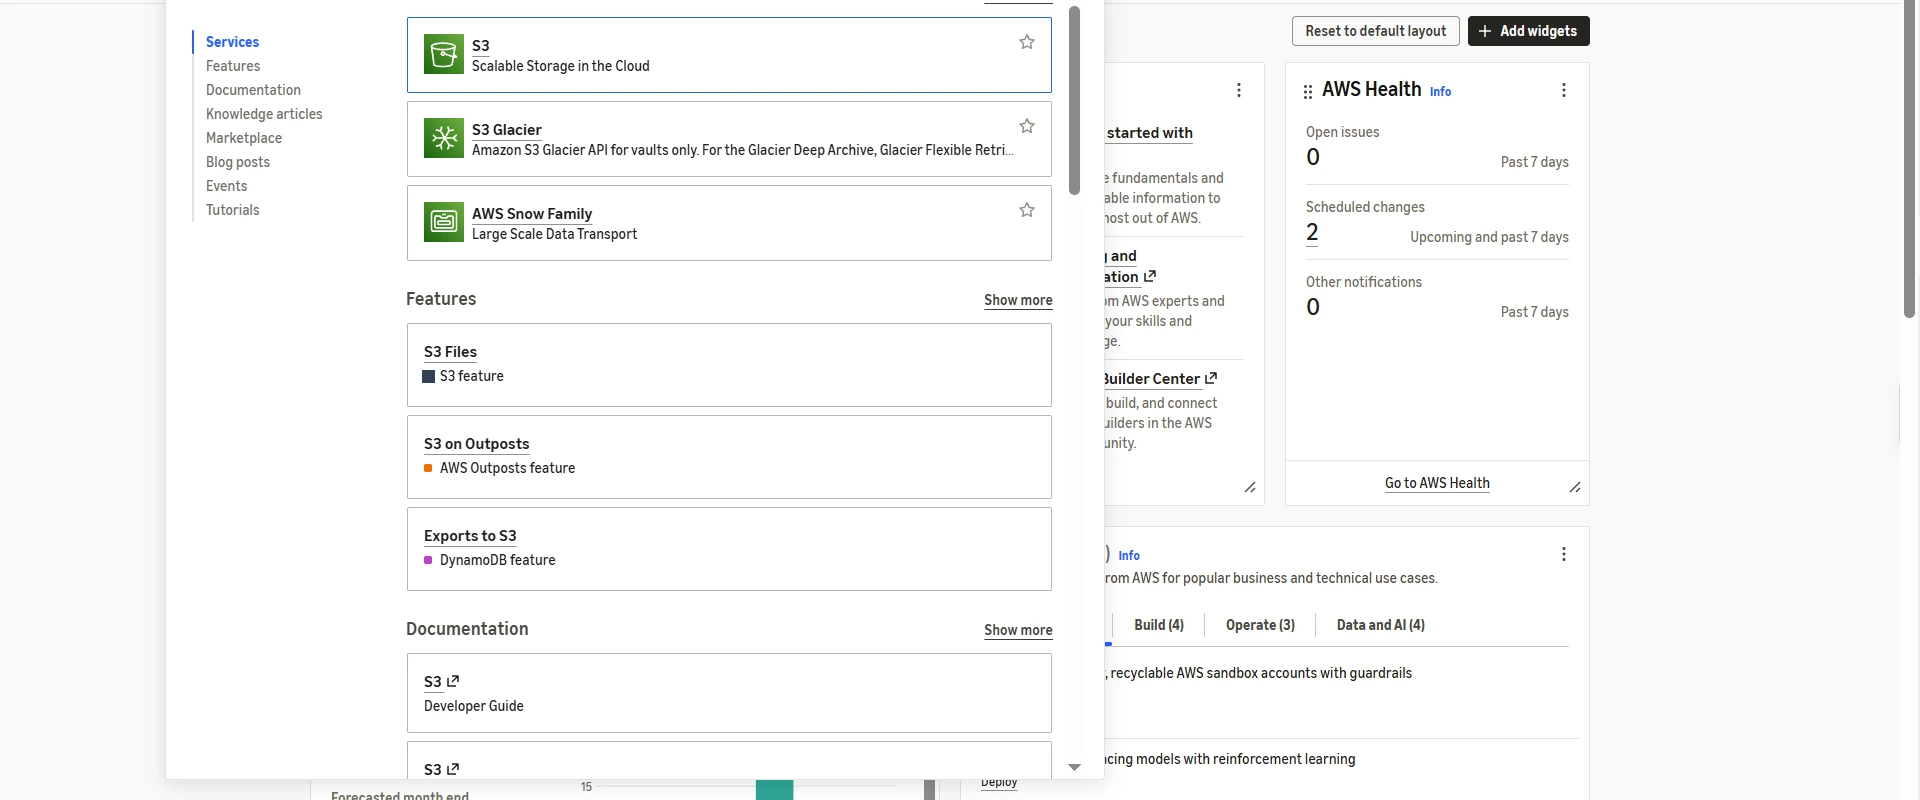 Services
Features
Documentation
Knowledge articles
Marketplace
Blog posts
Events
Tutorials
S3
Scalable Storage in the Cloud
S3 Glacier
Amazon S3 Glacier API for vaults only. For the Glacier Deep Archive, Glacier Flexible Retri...
AWS Snow Family
Large Scale Data Transport
Features
Show more
S3 Files
S3 feature
S3 on Outposts
AWS Outposts feature
Exports to S3
DynamoDB feature
Documentation
Show more
S3
Developer Guide
S3
Reset to default layout
Add widgets
started with
fundamentals and
able information to
ost out of AWS.
and
ation
om AWS experts and
your skills and
ge.
Builder Center
build, and connect
uilders in the AWS
unity.
AWS Health Info
Open issues
0
Past 7 days
Scheduled changes
2
Upcoming and past 7 days
Other notifications
0
Past 7 days
Go to AWS Health
) Info
rom AWS for popular business and technical use cases.
Build (4)
Operate (3)
Data and AI (4)
, recyclable AWS sandbox accounts with guardrails
cing models with reinforcement learning
Deploy
Forecasted month end
15